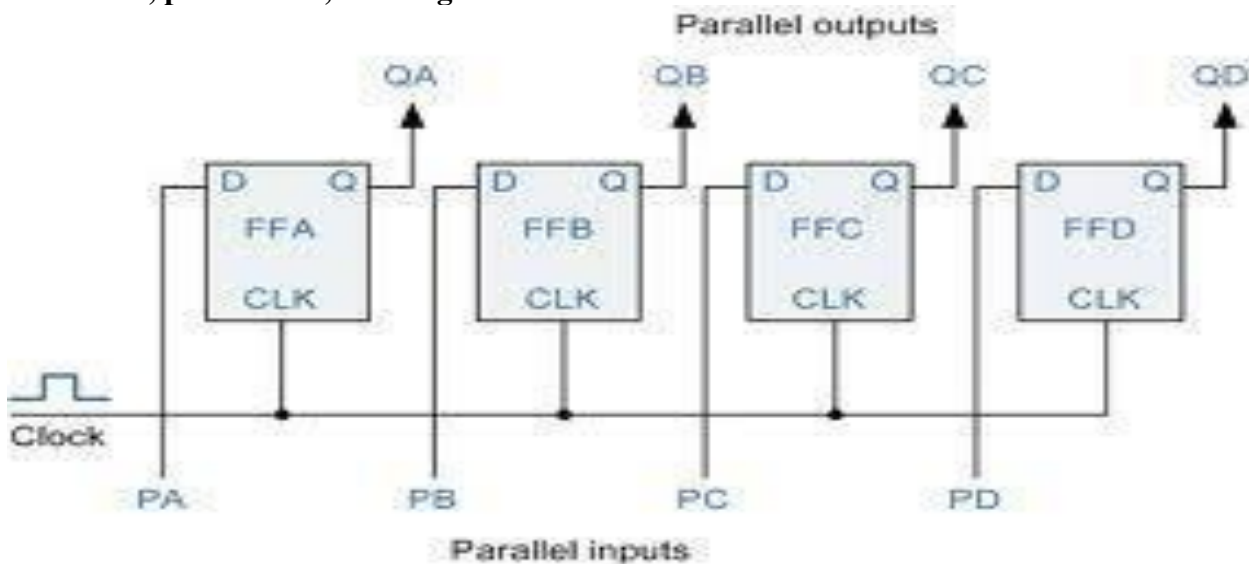 Parallel outputs
QA QB QC QD
D Q D Q D Q D Q
FFA FFB FFC FFD
CLK CLK CLK CLK
Clock
PA PB PC PD
Parallel inputs